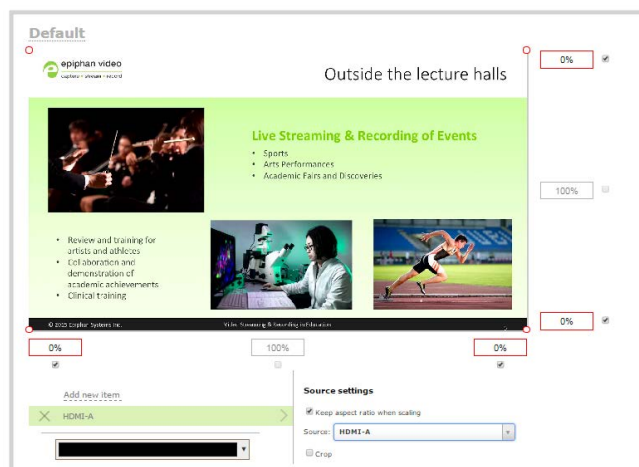 Default
epiphan video
capture • stream • record
Outside the lecture halls
0%
Live Streaming & Recording of Events
• Sports
• Arts Performances
• Academic Fairs and Discoveries
100%
• Review and training for
artists and athletes
• Collaboration and
demonstration of
academic achievements
• Clinical training
© 2015 Epiphan Systems Inc.
Video Streaming & Recording in Education
0%
0%
100%
0%
Add new item
HDMI-A
Source settings
Keep aspect ratio when scaling
Source:
HDMI-A
Crop